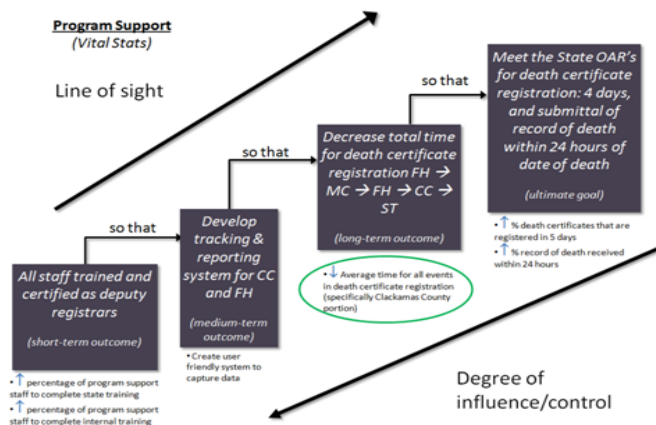 Program Support
(Vital Stats)
Line of sight
All staff trained and
certified as deputy
registrars
(short-term outcome)
• ↑ percentage of program support
staff to complete state training
• ↑ percentage of program support
staff to complete internal training
so that
Develop
tracking &
reporting
system for CC
and FH
(medium-term
outcome)
• Create user
friendly system to
capture data
so that
Decrease total time
for death certificate
registration FH →
MC → FH → CC →
ST
(long-term outcome)
• ↓ Average time for all events
in death certificate registration
(specifically Clackamas County
portion)
so that
Meet the State OAR's
for death certificate
registration: 4 days,
and submittal of
record of death
within 24 hours of
date of death
(ultimate goal)
• ↑ % death certificates that are
registered in 5 days
• ↑ % record of death received
within 24 hours
Degree of
influence/control